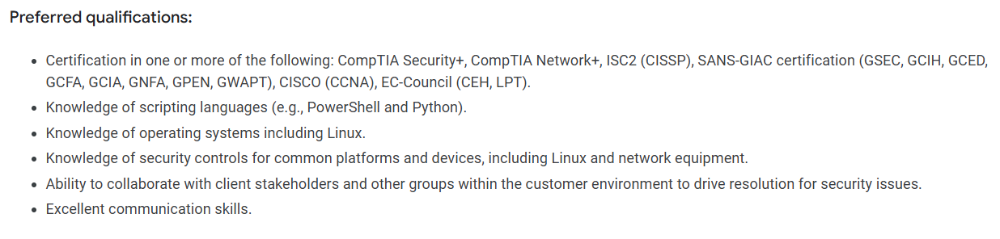 Preferred qualifications:
• Certification in one or more of the following: CompTIA Security+, CompTIA Network+, ISC2 (CISSP), SANS-GIAC certification (GSEC, GCIH, GCED,
GCFA, GCIA, GNFA, GPEN, GWAPT), CISCO (CCNA), EC-Council (CEH, LPT).
• Knowledge of scripting languages (e.g., PowerShell and Python).
• Knowledge of operating systems including Linux.
• Knowledge of security controls for common platforms and devices, including Linux and network equipment.
• Ability to collaborate with client stakeholders and other groups within the customer environment to drive resolution for security issues.
• Excellent communication skills.